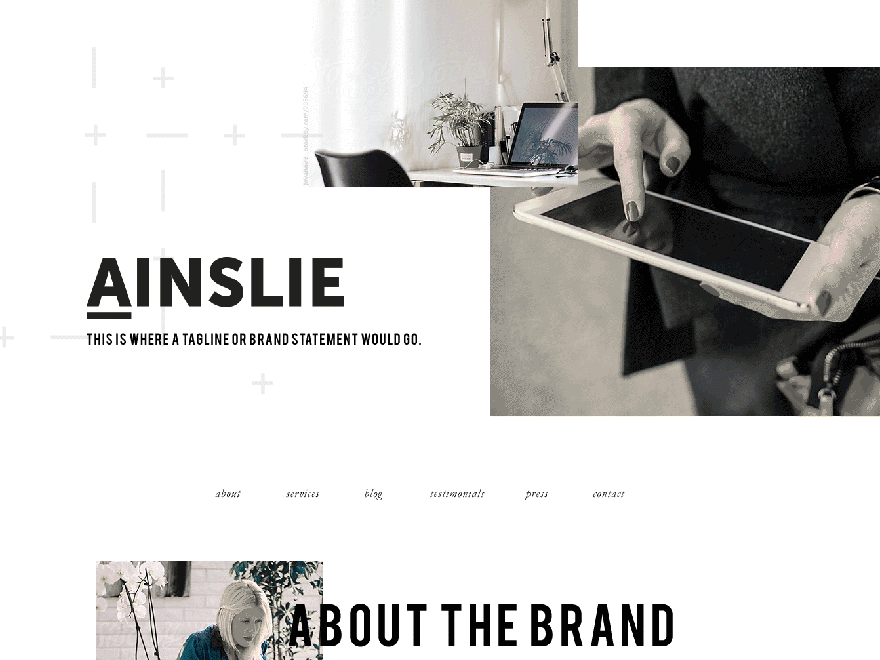 AINSLIE
THIS IS WHERE A TAGLINE OR BRAND STATEMENT WOULD GO.
about services blog testimonials press contact
ABOUT THE BRAND